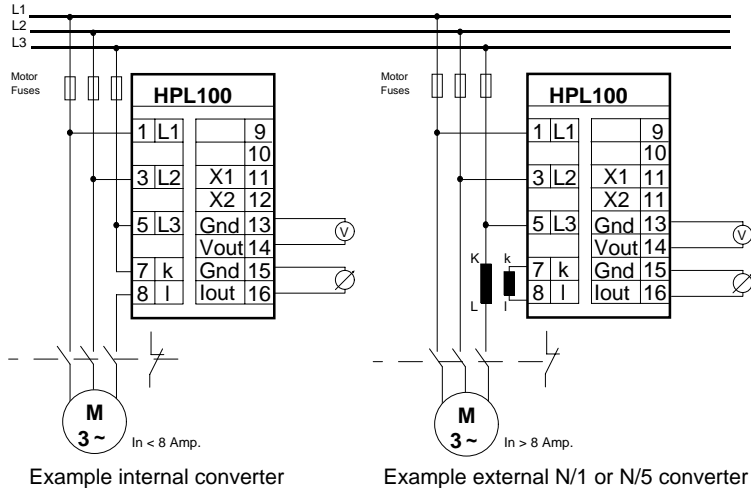 L1
L2
L3
Motor
Fuses
HPL100
1 L1 9
10
3 L2 X1 11
X2 12
5 L3 Gnd 13
Vout 14
7 k Gnd 15
8 l Iout 16
V
M
3 ~
In < 8 Amp.
Example internal converter
Motor
Fuses
HPL100
1 L1 9
10
3 L2 X1 11
X2 11
5 L3 Gnd 13
Vout 14
7 k Gnd 15
8 l Iout 16
V
K k
L l
M
3 ~
In > 8 Amp.
Example external N/1 or N/5 converter